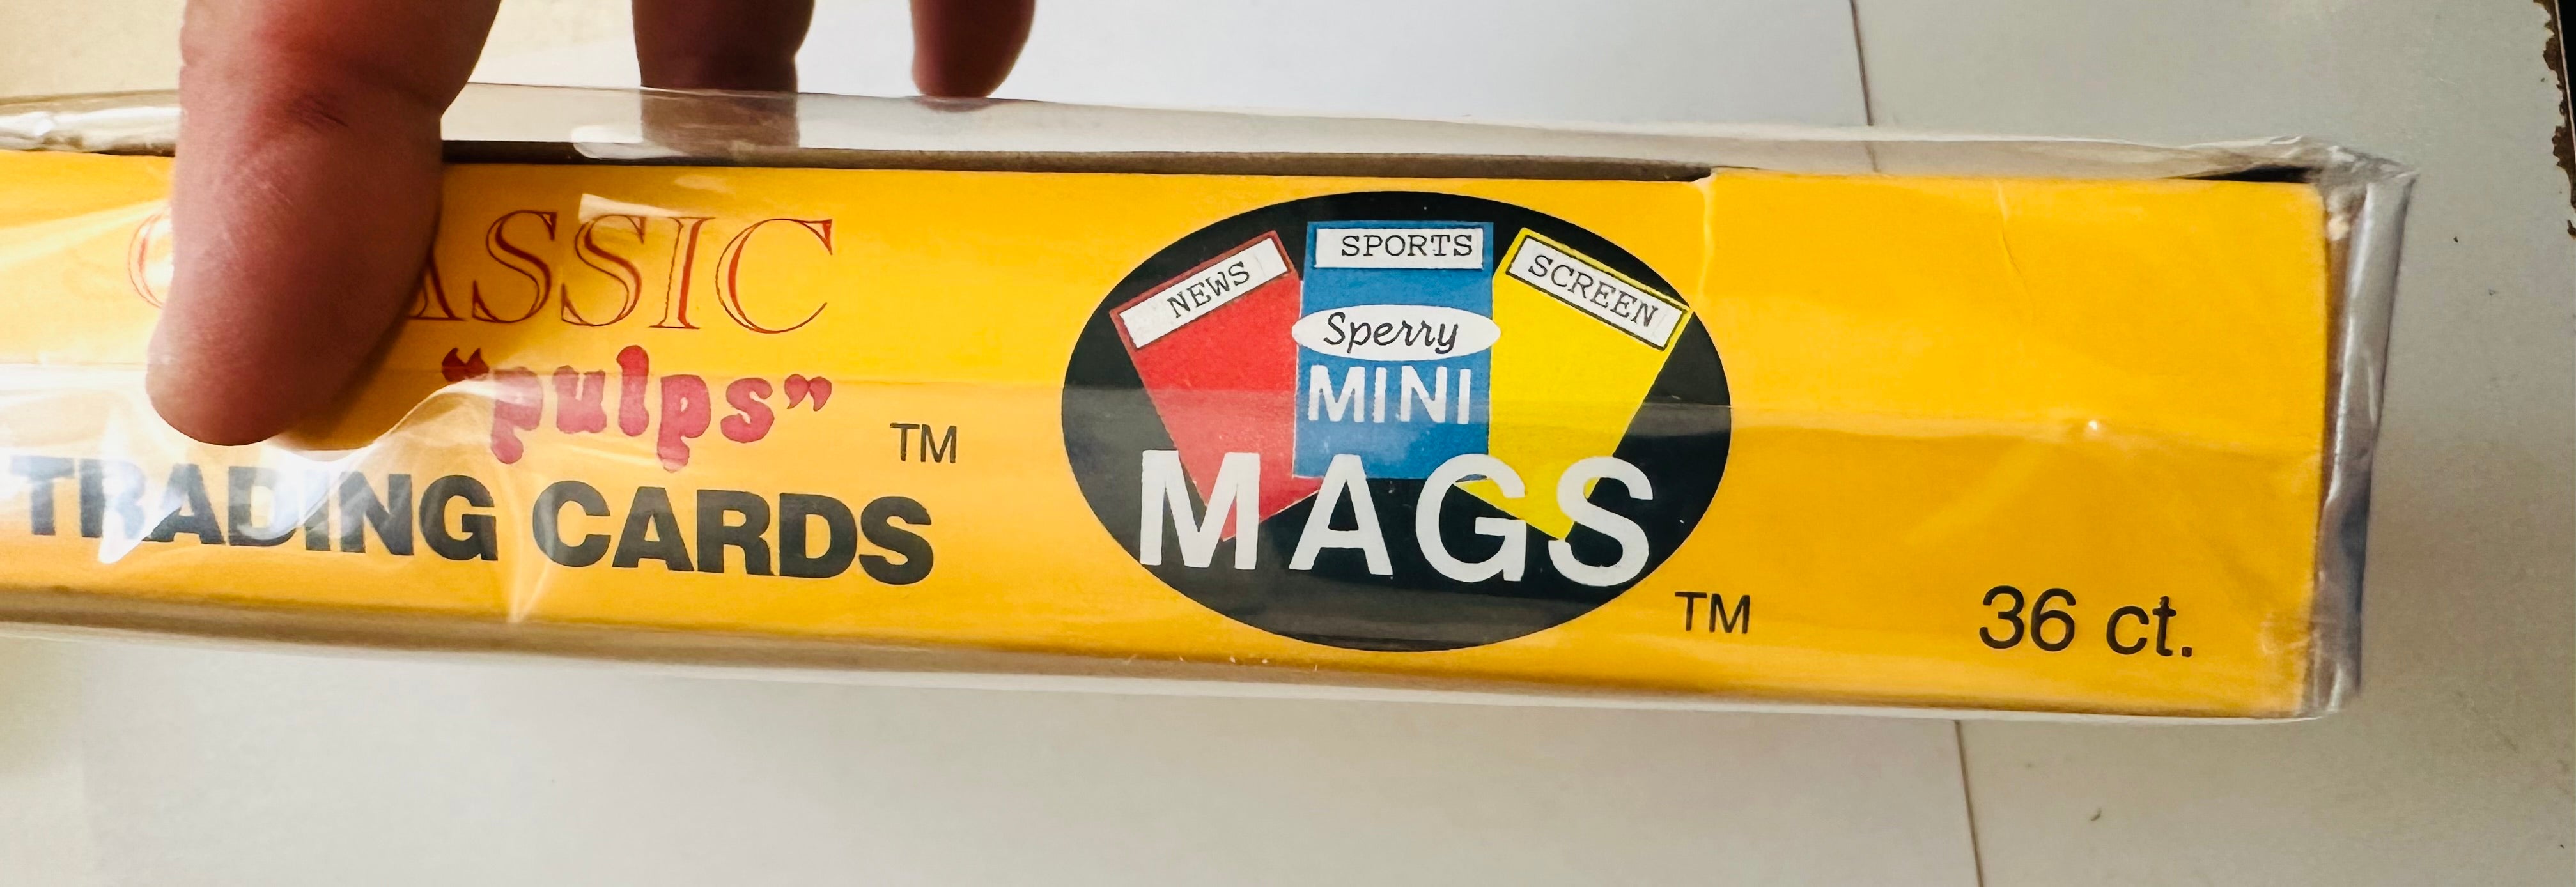 ASSIC
"pulps" TM
TRADING CARDS
NEWS
SPORTS
SCREEN
Sperry
MINI
MAGS
TM
36 ct.